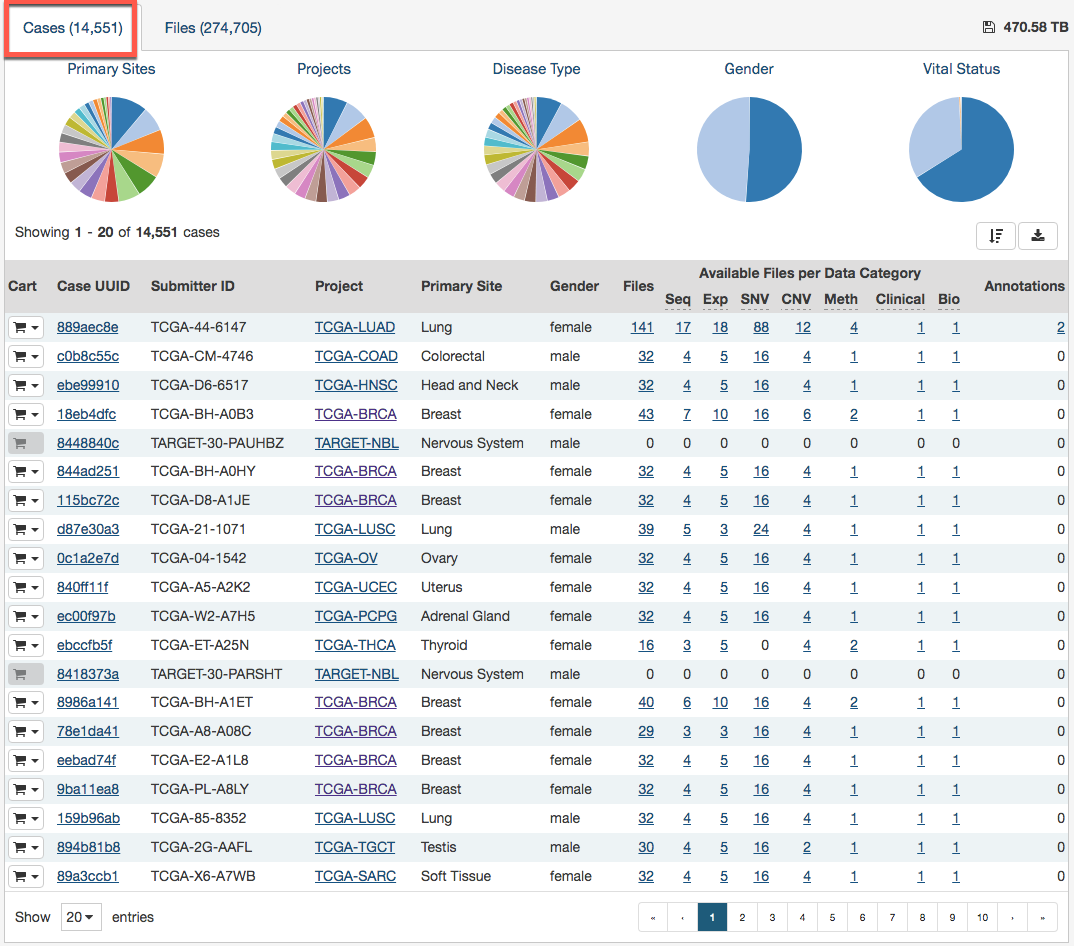 Cases (14,551) Files (274,705) 470.58 TB
Primary Sites Projects Disease Type Gender Vital Status
Showing 1 - 20 of 14,551 cases
Available Files per Data Category
Cart Case UUID Submitter ID Project Primary Site Gender Files Annotations
Seq Exp SNV CNV Meth Clinical Bio
889aec8e TCGA-44-6147 TCGA-LUAD Lung female 141 17 18 88 12 4 1 1 2
c0b8c55c TCGA-CM-4746 TCGA-COAD Colorectal male 32 4 5 16 4 1 1 1 0
ebe99910 TCGA-D6-6517 TCGA-HNSC Head and Neck male 32 4 5 16 4 1 1 1 0
18eb4dfc TCGA-BH-A0B3 TCGA-BRCA Breast female 43 7 10 16 6 2 1 1 0
8448840c TARGET-30-PAUHBZ TARGET-NBL Nervous System male 0 0 0 0 0 0 0 0 0
844ad251 TCGA-BH-A0HY TCGA-BRCA Breast female 32 4 5 16 4 1 1 1 0
115bc72c TCGA-D8-A1JE TCGA-BRCA Breast female 32 4 5 16 4 1 1 1 0
d87e30a3 TCGA-21-1071 TCGA-LUSC Lung male 39 5 3 24 4 1 1 1 0
0c1a2e7d TCGA-04-1542 TCGA-OV Ovary female 32 4 5 16 4 1 1 1 0
840ff11f TCGA-A5-A2K2 TCGA-UCEC Uterus female 32 4 5 16 4 1 1 1 0
ec00f97b TCGA-W2-A7H5 TCGA-PCPG Adrenal Gland female 32 4 5 16 4 1 1 1 0
ebccfb5f TCGA-ET-A25N TCGA-THCA Thyroid female 16 3 5 0 4 2 1 1 0
8418373a TARGET-30-PARSHT TARGET-NBL Nervous System male 0 0 0 0 0 0 0 0 0
8986a141 TCGA-BH-A1ET TCGA-BRCA Breast female 40 6 10 16 4 2 1 1 0
78e1da41 TCGA-A8-A08C TCGA-BRCA Breast female 29 3 3 16 4 1 1 1 0
eebad74f TCGA-E2-A1L8 TCGA-BRCA Breast female 32 4 5 16 4 1 1 1 0
9ba11ea8 TCGA-PL-A8LY TCGA-BRCA Breast female 32 4 5 16 4 1 1 1 0
159b96ab TCGA-85-8352 TCGA-LUSC Lung male 32 4 5 16 4 1 1 1 0
894b81b8 TCGA-2G-AAFL TCGA-TGCT Testis male 30 4 5 16 2 1 1 1 0
89a3ccb1 TCGA-X6-A7WB TCGA-SARC Soft Tissue female 32 4 5 16 4 1 1 1 0
Show 20 entries « ‹ 1 2 3 4 5 6 7 8 9 10 › »